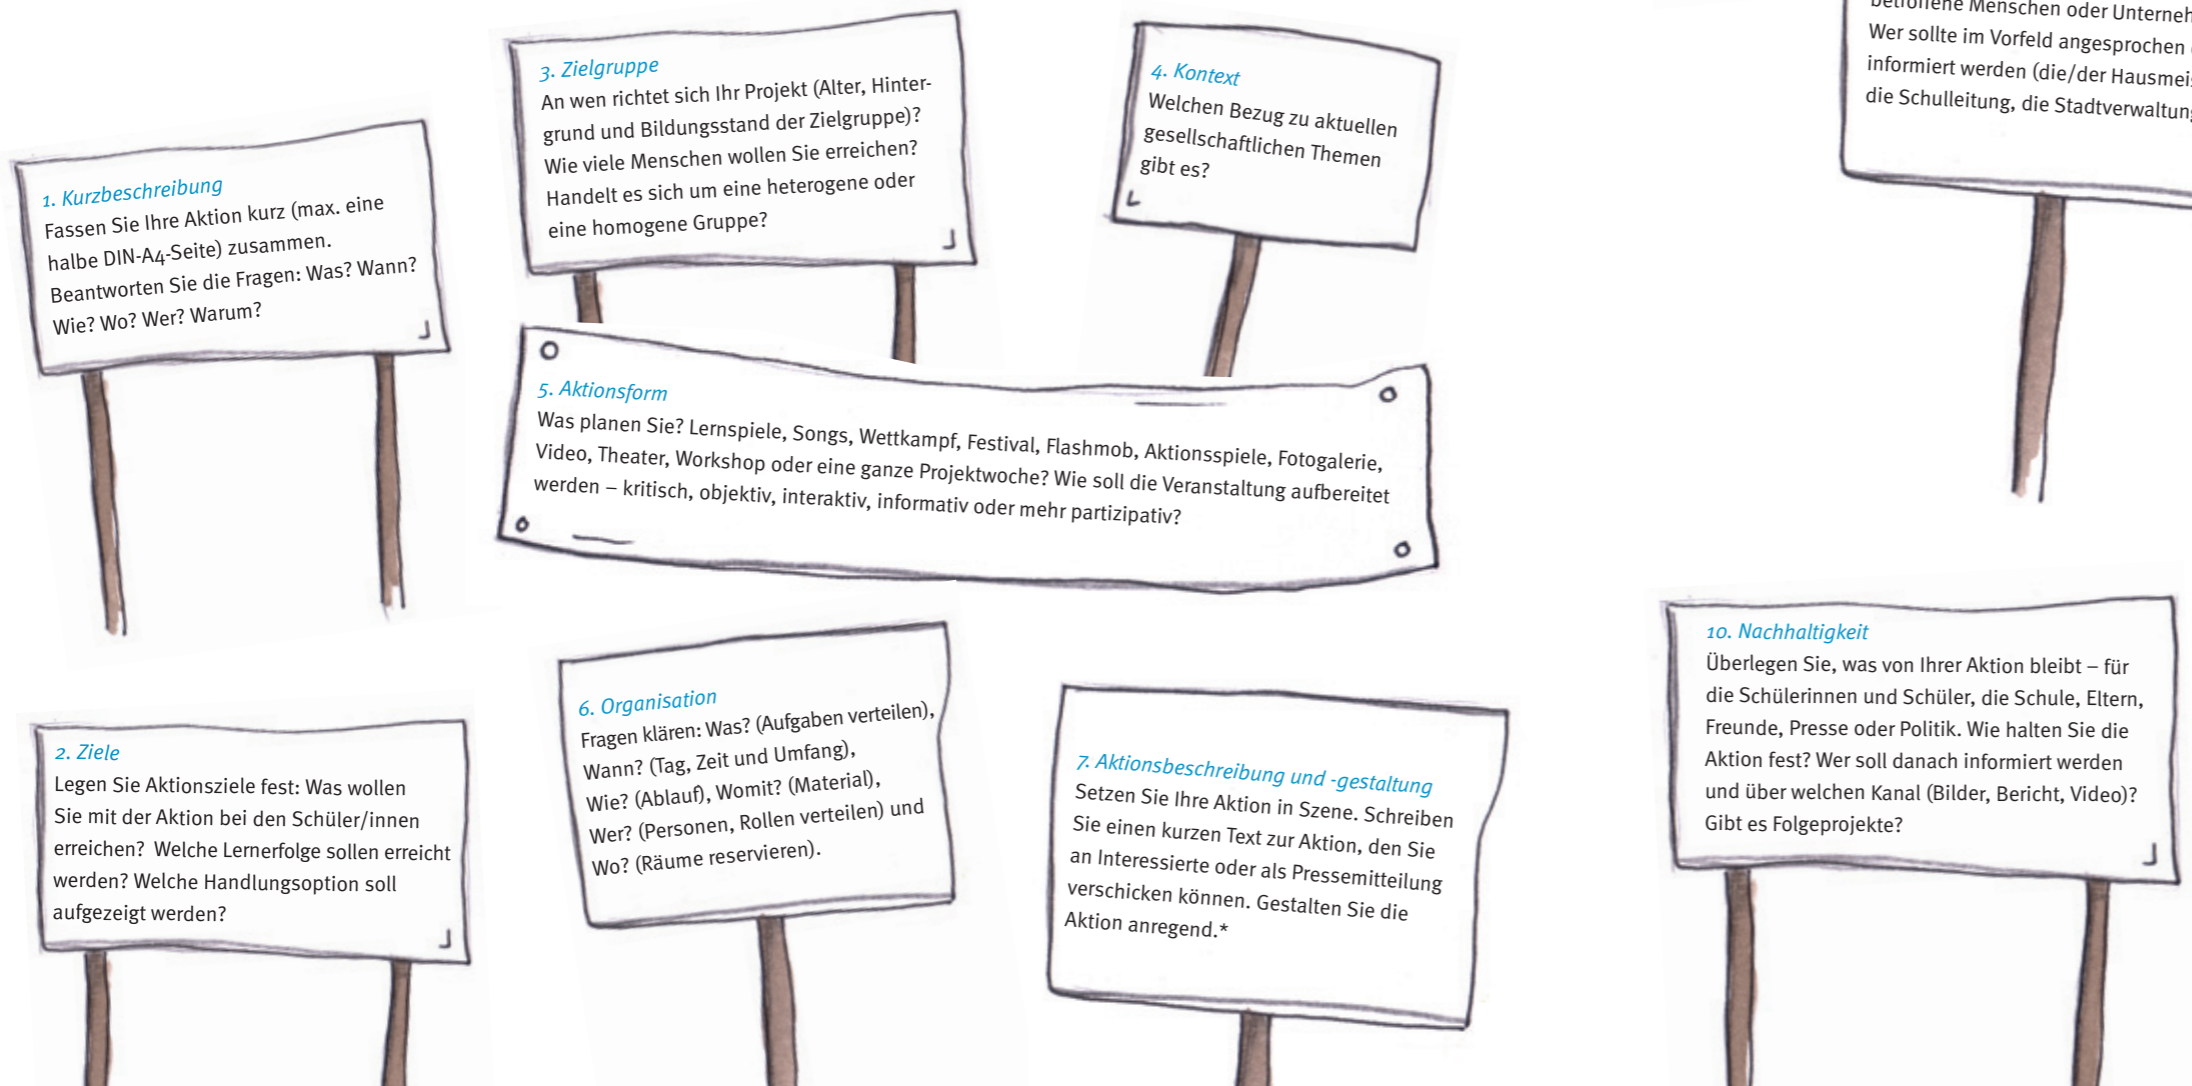 1. Kurzbeschreibung
Fassen Sie Ihre Aktion kurz (max. eine
halbe DIN-A4-Seite) zusammen.
Beantworten Sie die Fragen: Was? Wann?
Wie? Wo? Wer? Warum?
2. Ziele
Legen Sie Aktionsziele fest: Was wollen
Sie mit der Aktion bei den Schüler/innen
erreichen? Welche Lernerfolge sollen erreicht
werden? Welche Handlungsoption soll
aufgezeigt werden?
3. Zielgruppe
An wen richtet sich Ihr Projekt (Alter, Hinter-
grund und Bildungsstand der Zielgruppe)?
Wie viele Menschen wollen Sie erreichen?
Handelt es sich um eine heterogene oder
eine homogene Gruppe?
4. Kontext
Welchen Bezug zu aktuellen
gesellschaftlichen Themen
gibt es?
5. Aktionsform
Was planen Sie? Lernspiele, Songs, Wettkampf, Festival, Flashmob, Aktionsspiele, Fotogalerie,
Video, Theater, Workshop oder eine ganze Projektwoche? Wie soll die Veranstaltung aufbereitet
werden – kritisch, objektiv, interaktiv, informativ oder mehr partizipativ?
6. Organisation
Fragen klären: Was? (Aufgaben verteilen),
Wann? (Tag, Zeit und Umfang),
Wie? (Ablauf), Womit? (Material),
Wer? (Personen, Rollen verteilen) und
Wo? (Räume reservieren).
7. Aktionsbeschreibung und -gestaltung
Setzen Sie Ihre Aktion in Szene. Schreiben
Sie einen kurzen Text zur Aktion, den Sie
an Interessierte oder als Pressemitteilung
verschicken können. Gestalten Sie die
Aktion anregend.*
betroffene Menschen oder Unterneh
Wer sollte im Vorfeld angesprochen
informiert werden (die/der Hausmei
die Schulleitung, die Stadtverwaltung
10. Nachhaltigkeit
Überlegen Sie, was von Ihrer Aktion bleibt – für
die Schülerinnen und Schüler, die Schule, Eltern,
Freunde, Presse oder Politik. Wie halten Sie die
Aktion fest? Wer soll danach informiert werden
und über welchen Kanal (Bilder, Bericht, Video)?
Gibt es Folgeprojekte?